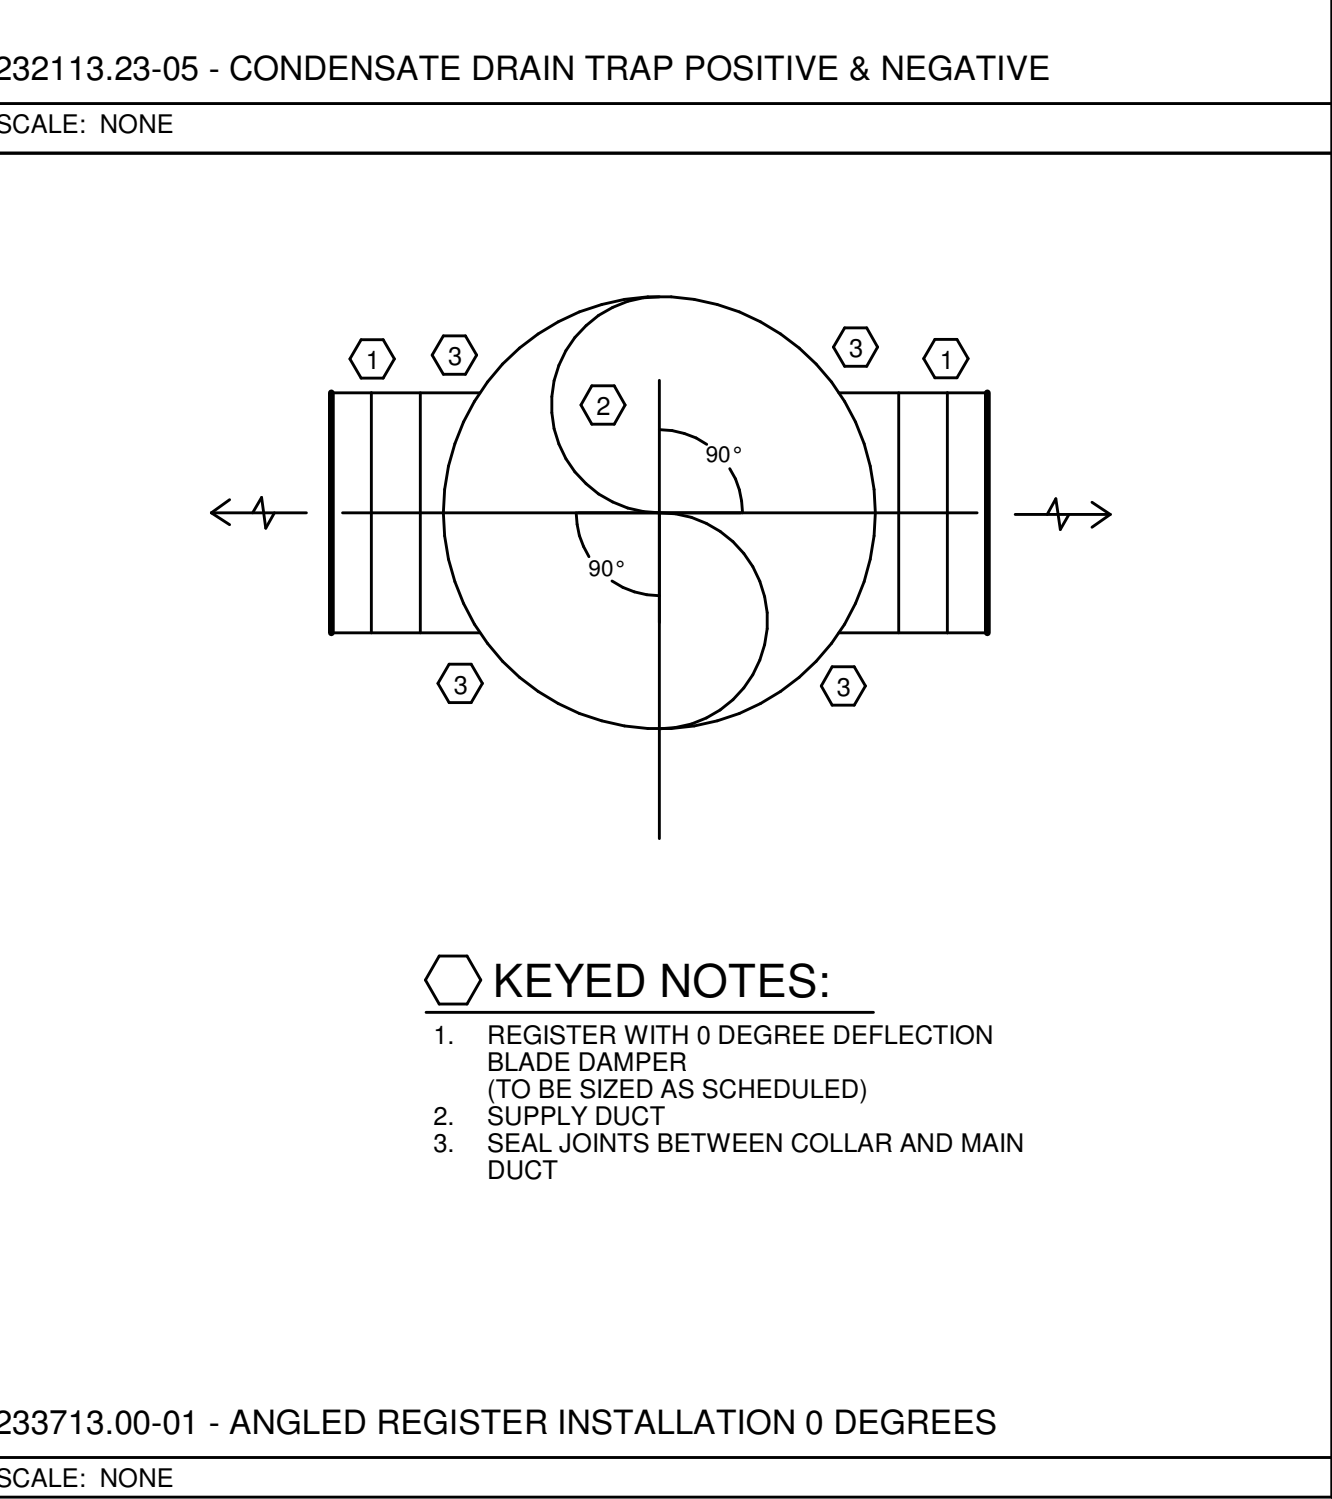 232113.23-05 - CONDENSATE DRAIN TRAP POSITIVE & NEGATIVE
SCALE: NONE
1
3
3
1
2
90°
90°
3
3
KEYED NOTES:
1. REGISTER WITH 0 DEGREE DEFLECTION
BLADE DAMPER
(TO BE SIZED AS SCHEDULED)
2. SUPPLY DUCT
3. SEAL JOINTS BETWEEN COLLAR AND MAIN
DUCT
233713.00-01 - ANGLED REGISTER INSTALLATION 0 DEGREES
SCALE: NONE